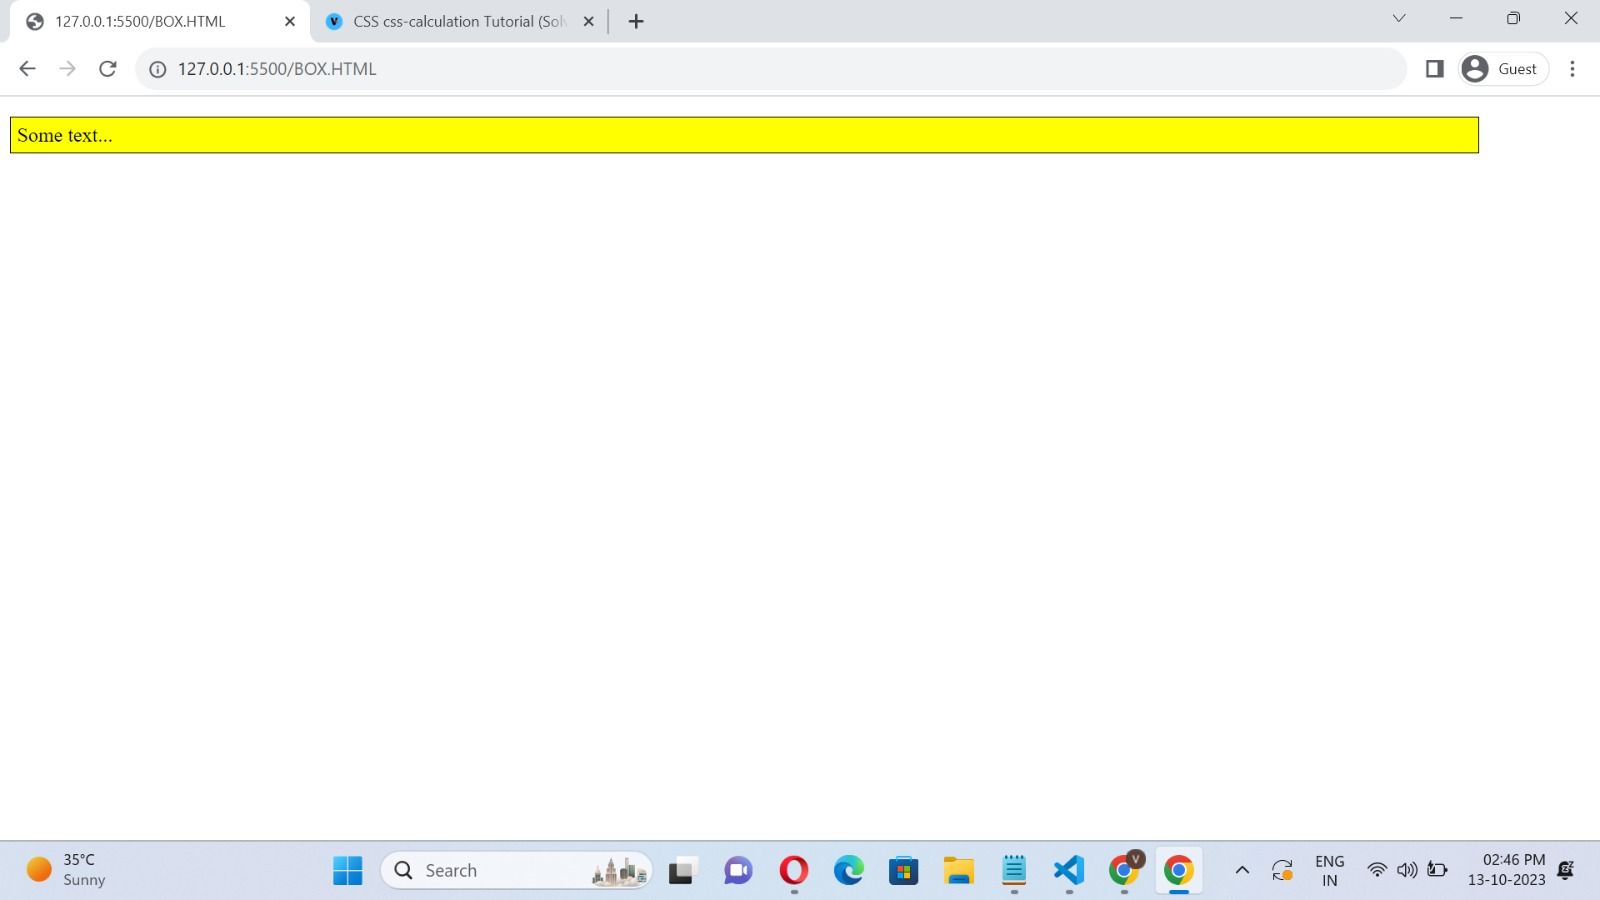 127.0.0.1:5500/BOX.HTML
CSS css-calculation Tutorial (Sol
127.0.0.1:5500/BOX.HTML
Guest
Some text...
35°C
Sunny
Search
V
ENG
IN
02:46 PM
13-10-2023